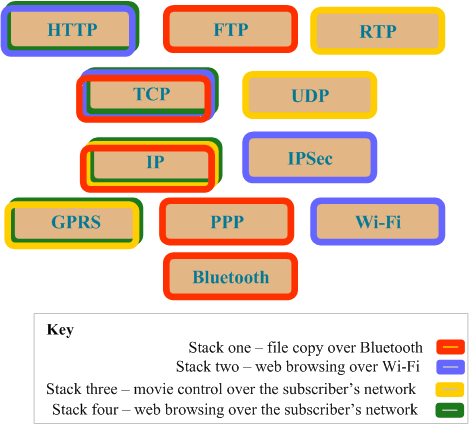 HTTP FTP RTP
TCP UDP
IP IPSec
GPRS PPP Wi-Fi
Bluetooth
Key
Stack one – file copy over Bluetooth
Stack two – web browsing over Wi-Fi
Stack three – movie control over the subscriber’s network
Stack four – web browsing over the subscriber’s network